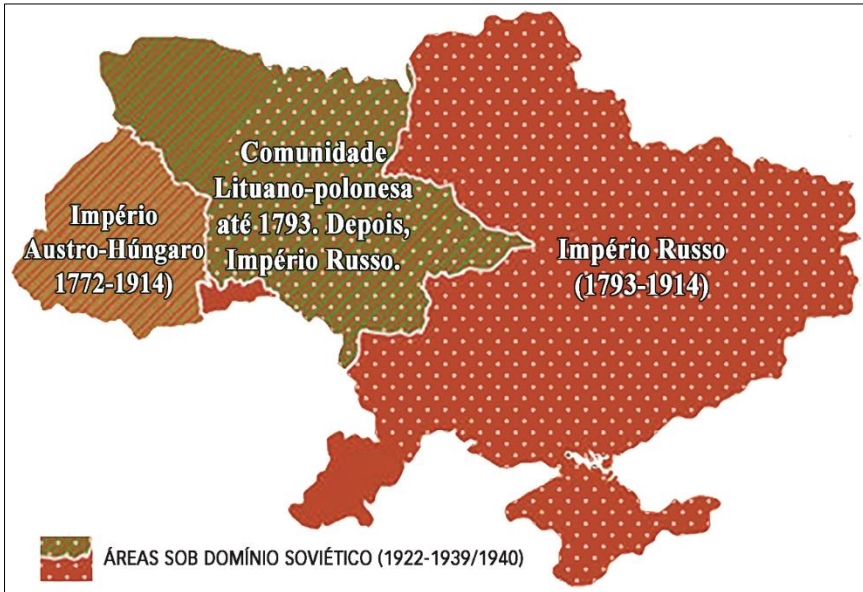 Comunidade
Lituano-polonesa
até 1793. Depois,
Império Russo.
Império
Austro-Húngaro
1772-1914)
Império Russo
(1793-1914)
ÁREAS SOB DOMÍNIO SOVIÉTICO (1922-1939/1940)